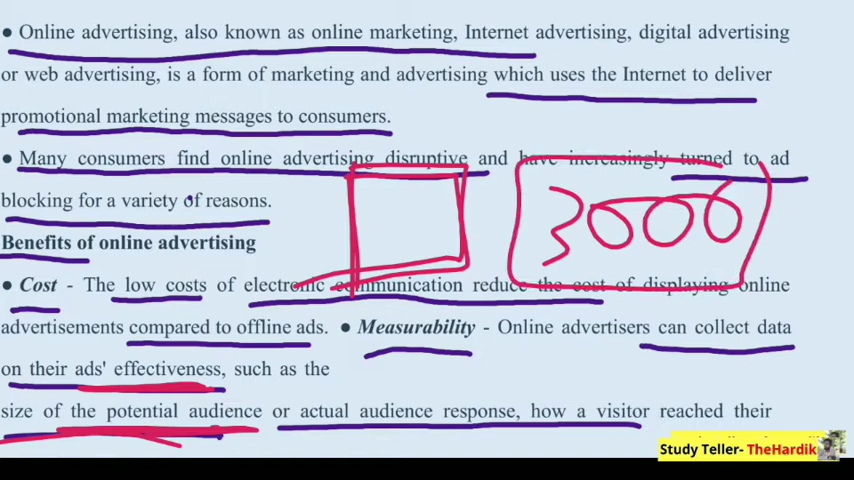 ● Online advertising, also known as online marketing, Internet advertising, digital advertising
or web advertising, is a form of marketing and advertising which uses the Internet to deliver
promotional marketing messages to consumers.
● Many consumers find online advertising disruptive and have increasingly turned to ad
blocking for a variety of reasons.
3000
Benefits of online advertising
● Cost - The low costs of electronic communication reduce the cost of displaying online
advertisements compared to offline ads. ● Measurability - Online advertisers can collect data
on their ads' effectiveness, such as the
size of the potential audience or actual audience response, how a visitor reached their
Study Teller- TheHardik